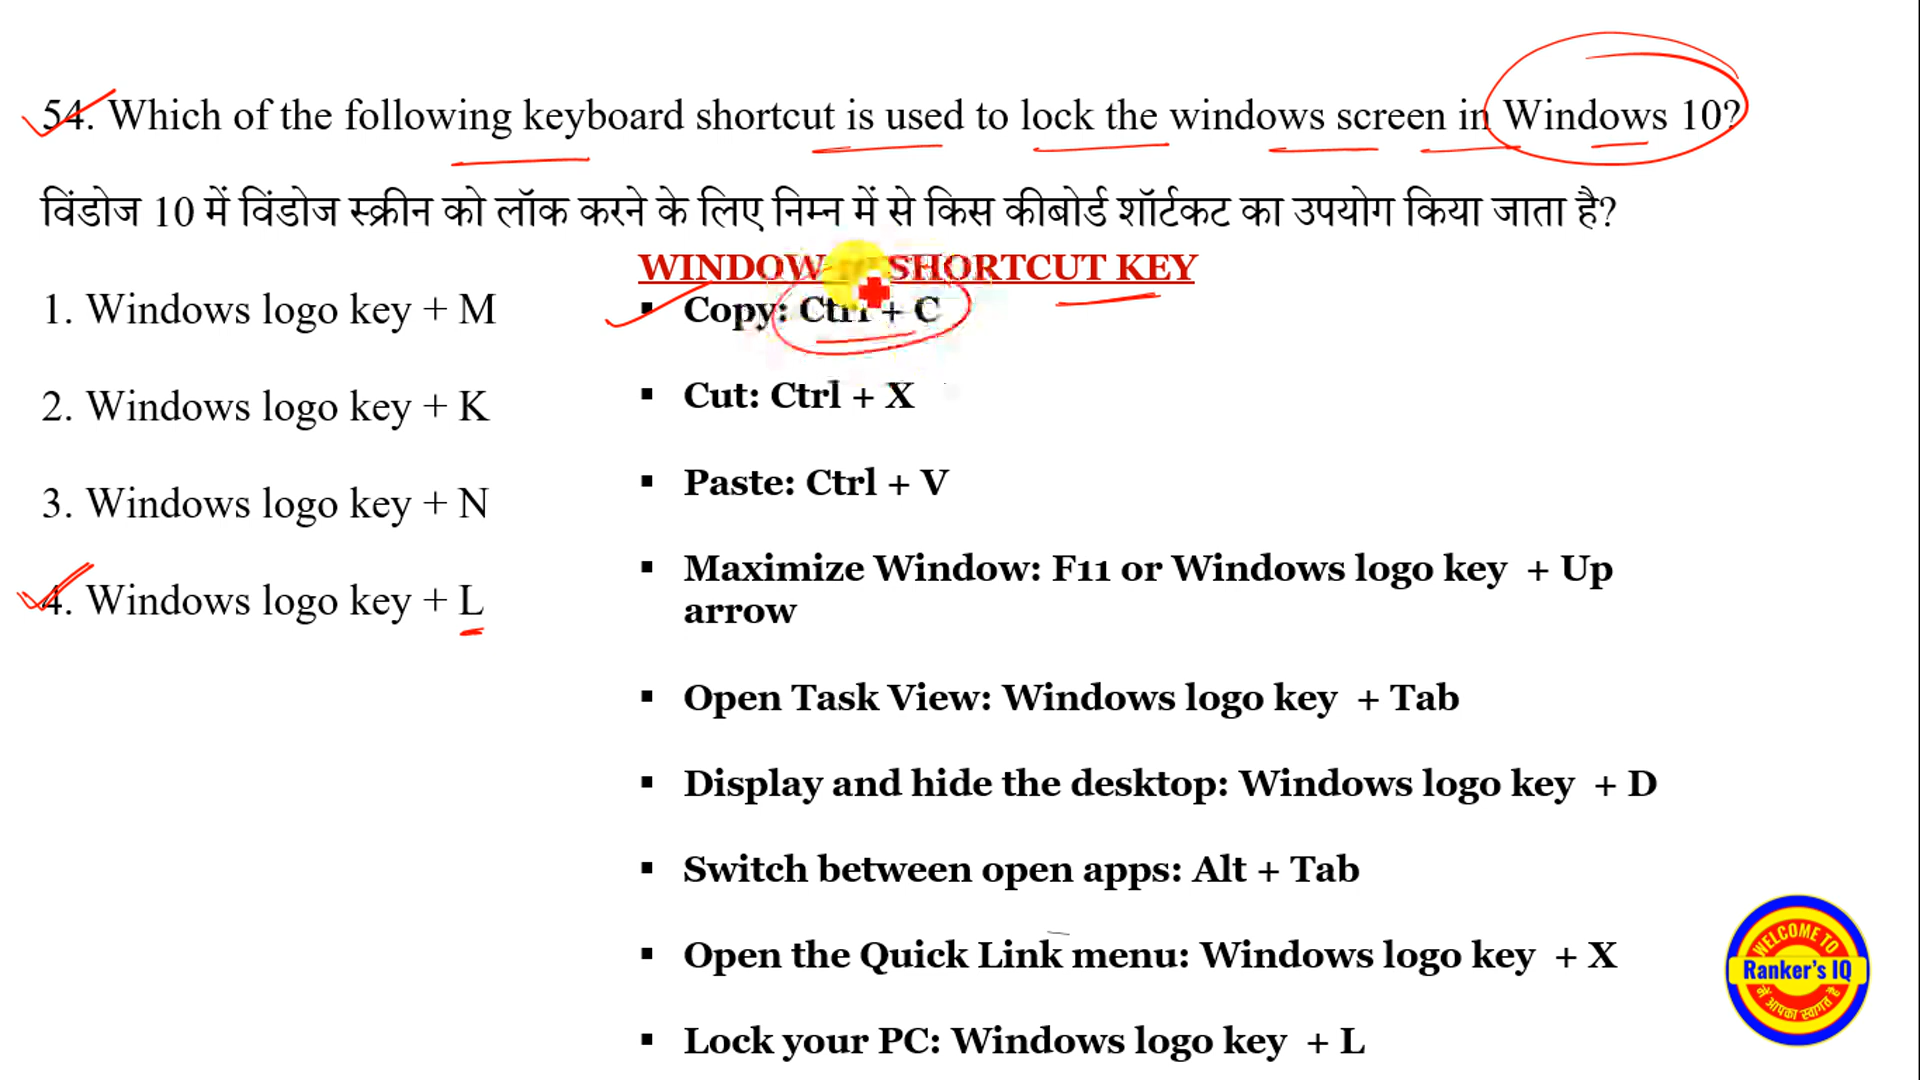 54. Which of the following keyboard shortcut is used to lock the windows screen in Windows 10?
विंडोज 10 में विंडोज स्क्रीन को लॉक करने के लिए निम्न में से किस कीबोर्ड शॉर्टकट का उपयोग किया जाता है?
1. Windows logo key + M
2. Windows logo key + K
3. Windows logo key + N
4. Windows logo key + L
WINDOW SHORTCUT KEY
▪ Copy: Ctrl + C
▪ Cut: Ctrl + X
▪ Paste: Ctrl + V
▪ Maximize Window: F11 or Windows logo key + Up
arrow
▪ Open Task View: Windows logo key + Tab
▪ Display and hide the desktop: Windows logo key + D
▪ Switch between open apps: Alt + Tab
▪ Open the Quick Link menu: Windows logo key + X
▪ Lock your PC: Windows logo key + L
WELCOME TO
Ranker's IQ
में आपका स्वागत है